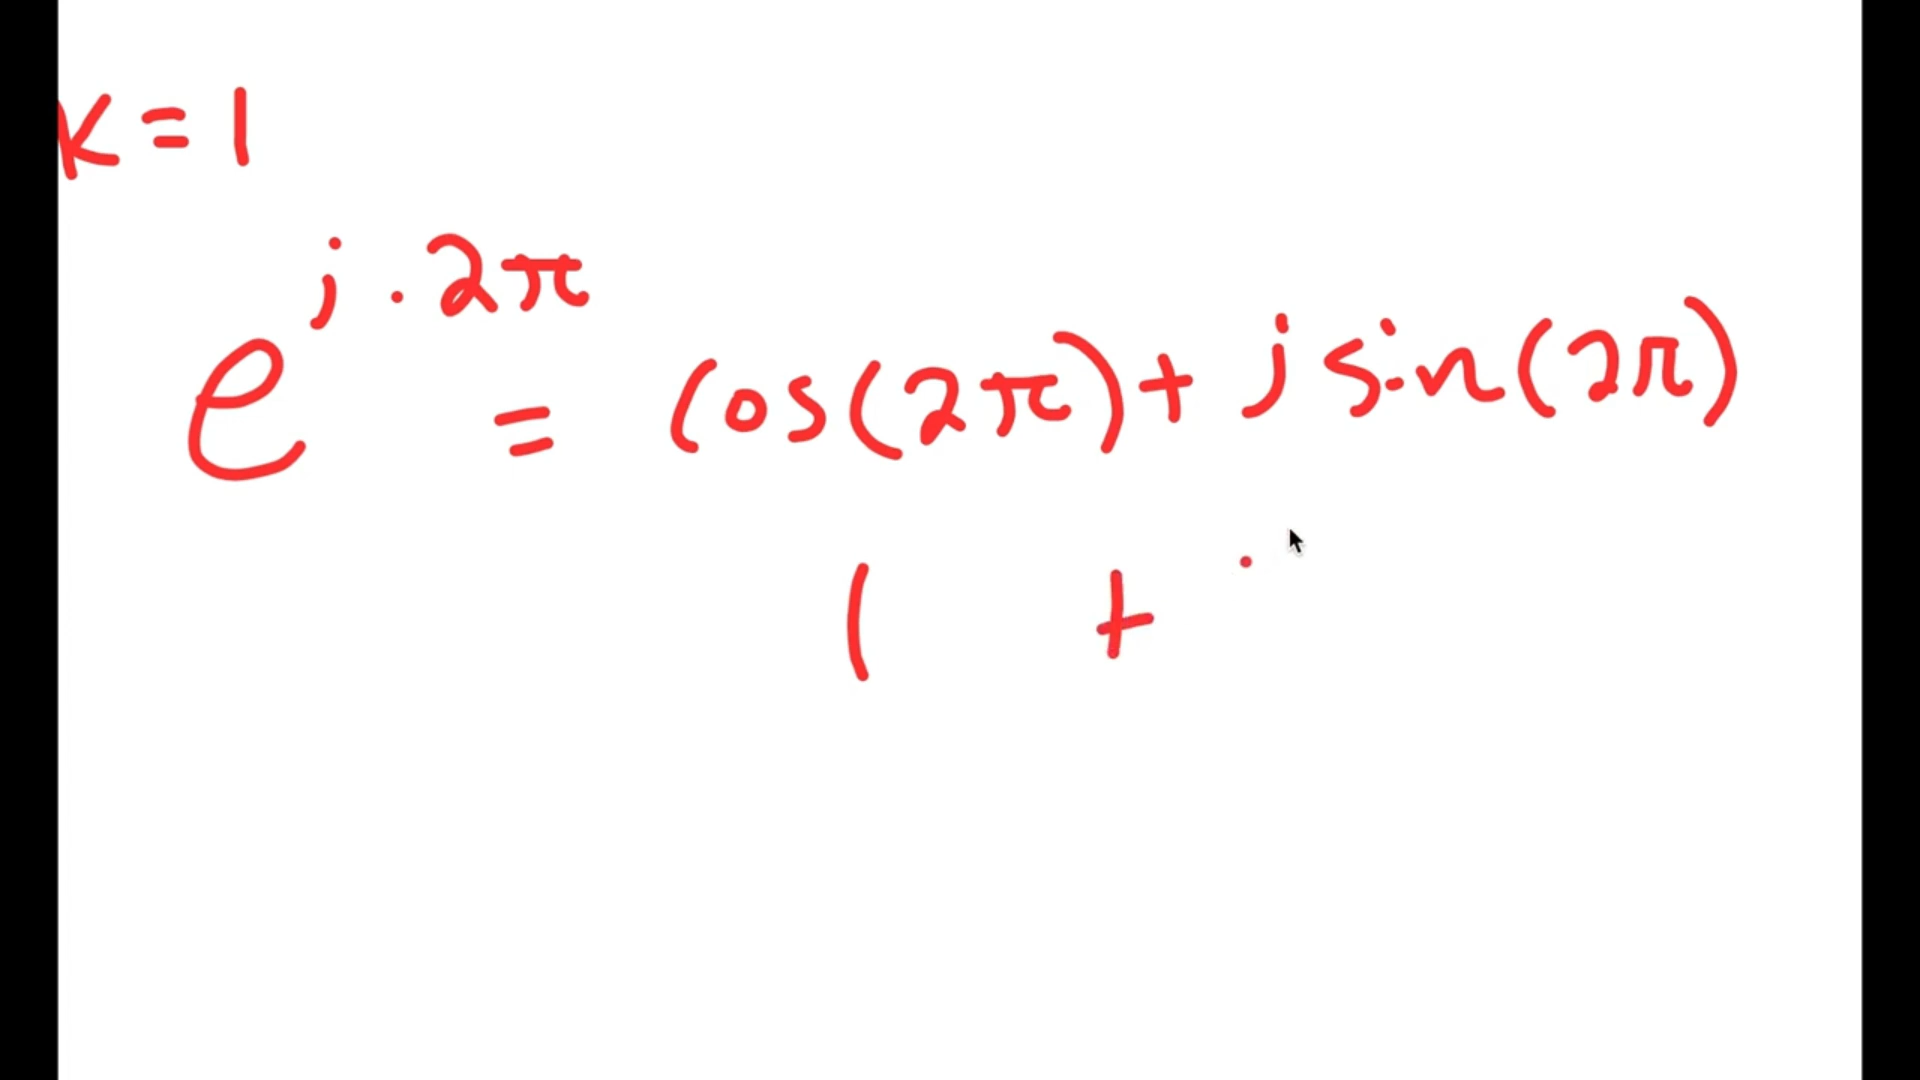 k = 1
e^{j · 2π} = cos(2π) + j sin(2π)
1 +